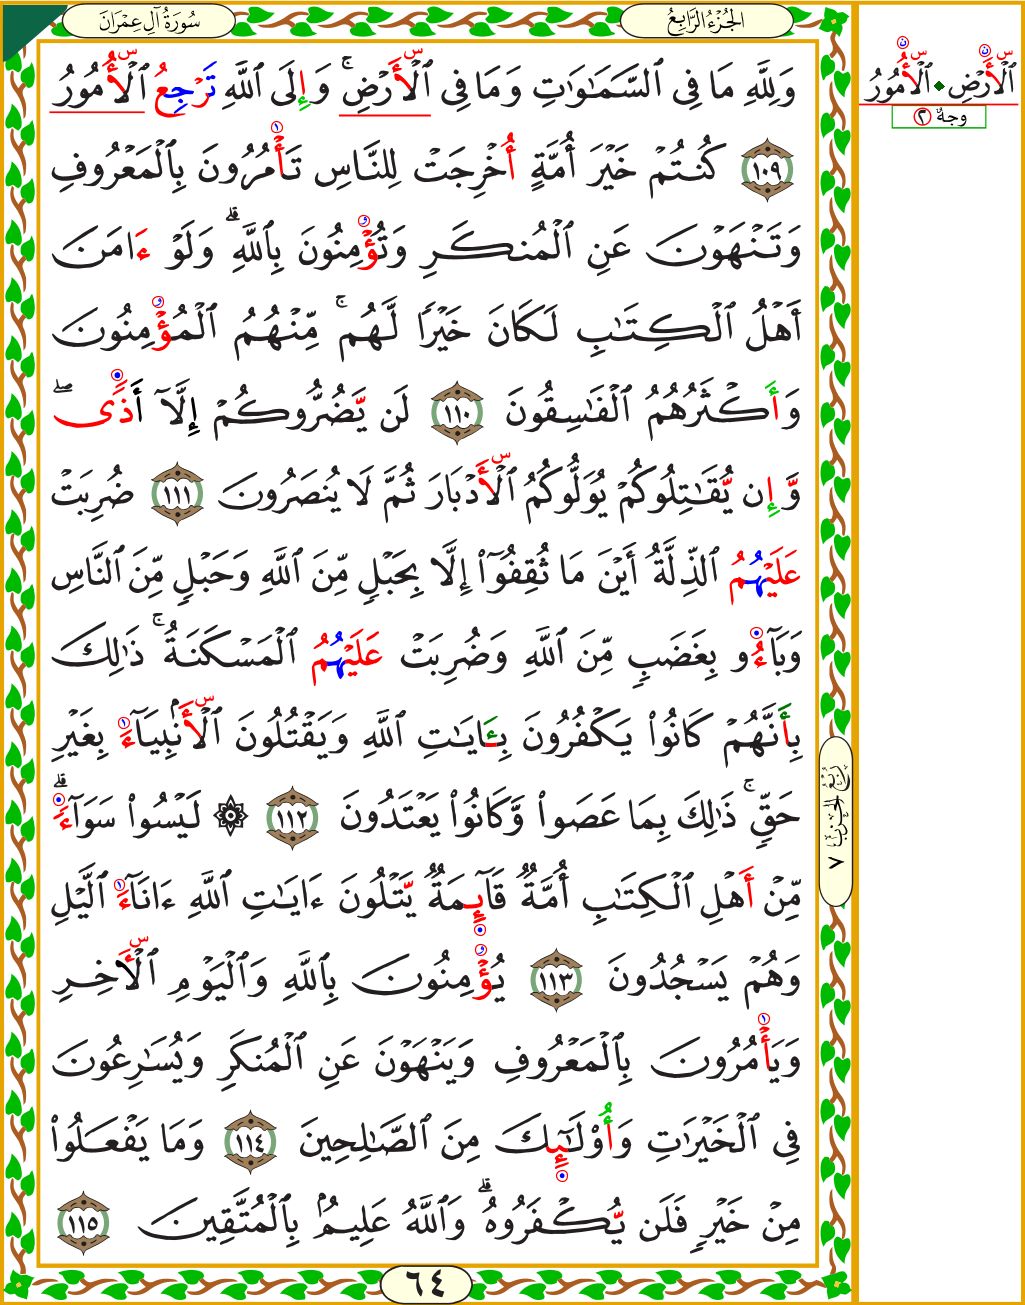 سُورَةُ آلِ عِمْرَان
الجُزْءُ الرَّابِعُ
وَلِلَّهِ مَا فِي ٱلسَّمَٰوَٰتِ وَمَا فِي ٱلْأَرْضِ ۚ وَإِلَى ٱللَّهِ تَرْجِعُ ٱلْأُمُورُ
١٠٩ كُنتُمْ خَيْرَ أُمَّةٍ أُخْرِجَتْ لِلنَّاسِ تَأْمُرُونَ بِٱلْمَعْرُوفِ
وَتَنْهَوْنَ عَنِ ٱلْمُنكَرِ وَتُؤْمِنُونَ بِٱللَّهِ ۗ وَلَوْ ءَامَنَ
أَهْلُ ٱلْكِتَٰبِ لَكَانَ خَيْرًا لَّهُم ۚ مِّنْهُمُ ٱلْمُؤْمِنُونَ
وَأَكْثَرُهُمُ ٱلْفَٰسِقُونَ ١١٠ لَن يَضُرُّوكُمْ إِلَّآ أَذًى ۖ
وَإِن يُقَٰتِلُوكُمْ يُوَلُّوكُمُ ٱلْأَدْبَارَ ثُمَّ لَا يُنصَرُونَ ١١١ ضُرِبَتْ
عَلَيْهُمُ ٱلذِّلَّةُ أَيْنَ مَا ثُقِفُوٓا۟ إِلَّا بِحَبْلٍ مِّنَ ٱللَّهِ وَحَبْلٍ مِّنَ ٱلنَّاسِ
وَبَآءُو بِغَضَبٍ مِّنَ ٱللَّهِ وَضُرِبَتْ عَلَيْهُمُ ٱلْمَسْكَنَةُ ۚ ذَٰلِكَ
بِأَنَّهُمْ كَانُوا۟ يَكْفُرُونَ بِـَٔايَٰتِ ٱللَّهِ وَيَقْتُلُونَ ٱلْأَنۢبِيَآءَ بِغَيْرِ
حَقٍّ ۚ ذَٰلِكَ بِمَا عَصَوا۟ وَّكَانُوا۟ يَعْتَدُونَ ١١٢ ۞ لَيْسُوا۟ سَوَآءً ۗ
مِّنْ أَهْلِ ٱلْكِتَٰبِ أُمَّةٌ قَآئِمَةٌ يَتْلُونَ ءَايَٰتِ ٱللَّهِ ءَانَآءَ ٱلَّيْلِ
وَهُمْ يَسْجُدُونَ ١١٣ يُؤْمِنُونَ بِٱللَّهِ وَٱلْيَوْمِ ٱلْأَخِرِ
وَيَأْمُرُونَ بِٱلْمَعْرُوفِ وَيَنْهَوْنَ عَنِ ٱلْمُنكَرِ وَيُسَٰرِعُونَ
فِي ٱلْخَيْرَٰتِ وَأُو۟لَٰٓئِكَ مِنَ ٱلصَّٰلِحِينَ ١١٤ وَمَا يَفْعَلُوا۟
مِنْ خَيْرٍ فَلَن يُكْفَرُوهُ ۗ وَٱللَّهُ عَلِيمٌۢ بِٱلْمُتَّقِينَ ١١٥
٦٤
ٱلْأَرْضِ • ٱلْأُمُورُ
وجهٌ ٢
رُبْعُ الحِزْب ٧